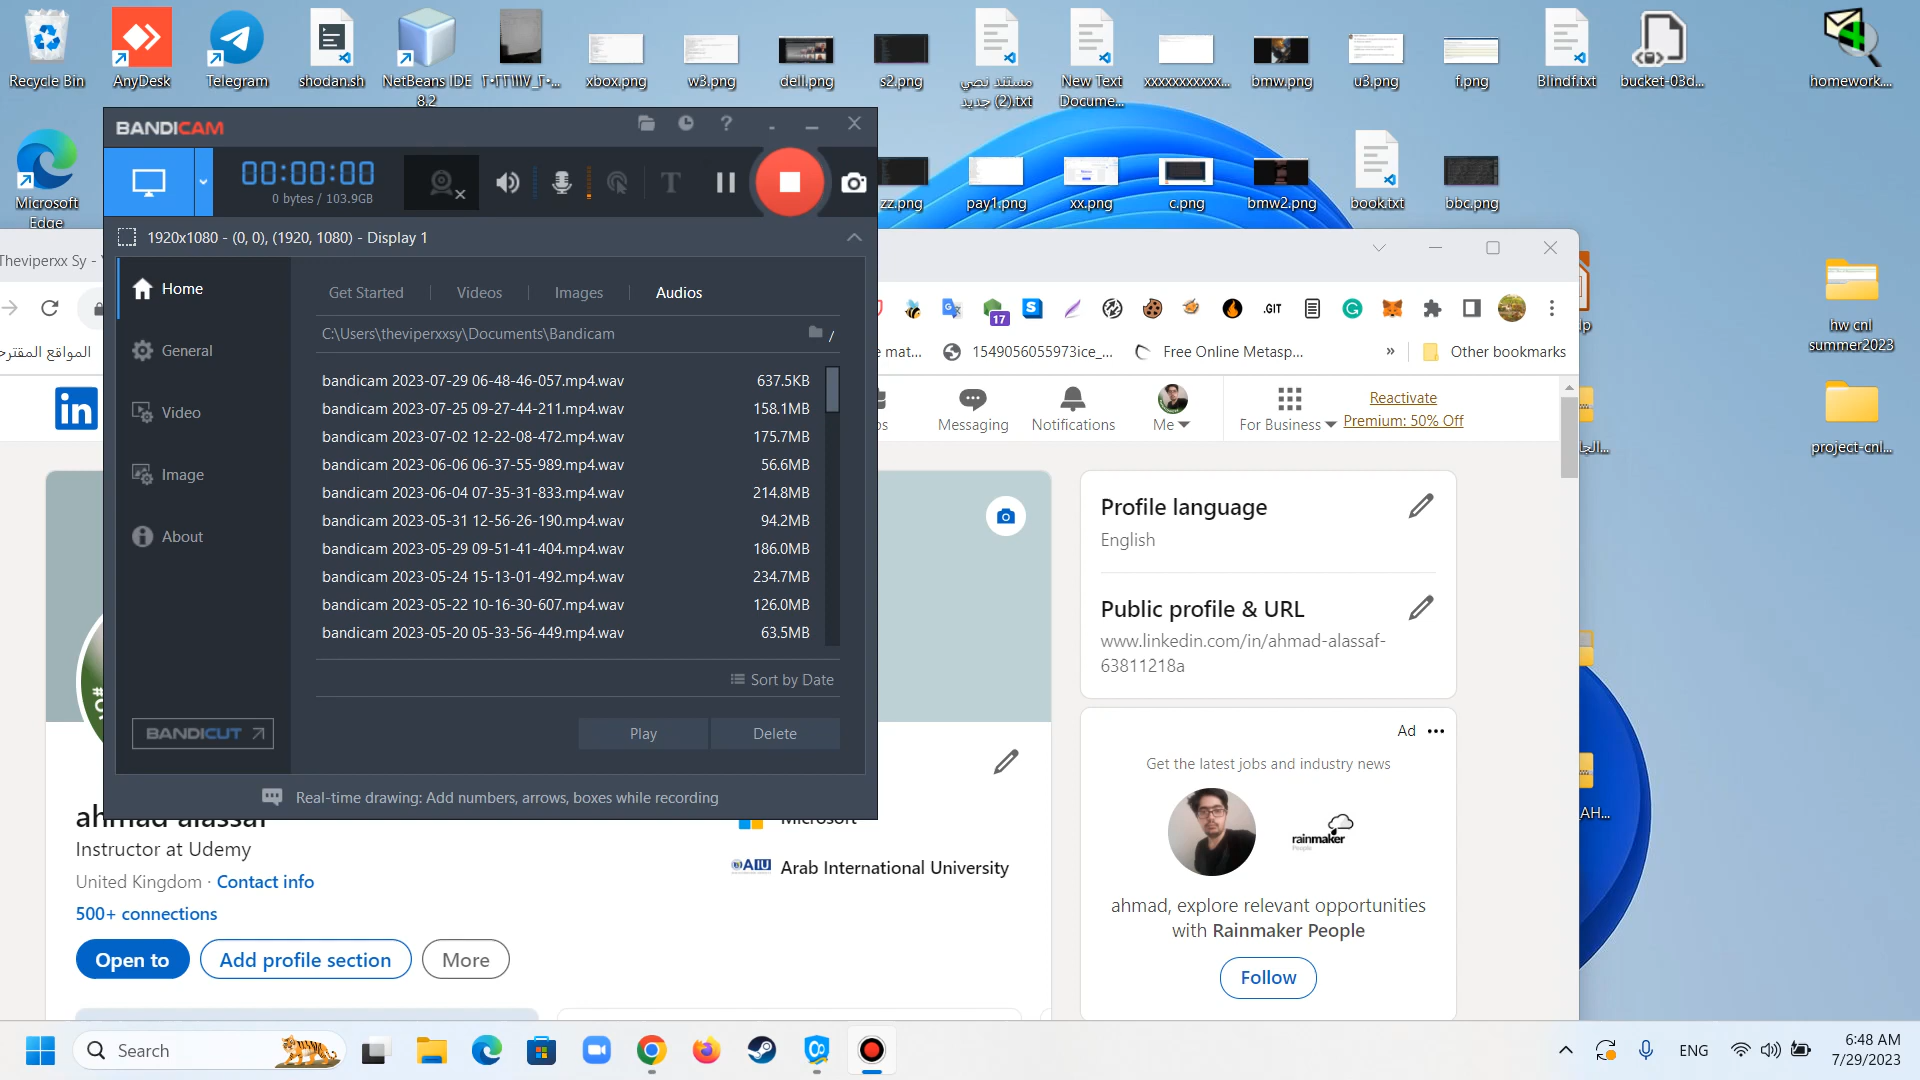 Recycle Bin
AnyDesk
Telegram
shodan.sh
NetBeans IDE
8.2
xbox.png
w3.png
dell.png
s2.png
مستند نصي
جديد (2).txt
New Text
Docume...
xxxxxxxxxxx...
bmw.png
u3.png
f.png
Blindf.txt
bucket-03d...
homework....
Microsoft
Edge
zz.png
pay1.png
xx.png
c.png
bmw2.png
book.txt
bbc.png
BANDICAM
00:00:00
0 bytes / 103.9GB
1920x1080 - (0, 0), (1920, 1080) - Display 1
Home
General
Video
Image
About
BANDICUT
Get Started
Videos
Images
Audios
C:\Users\theviperxxsy\Documents\Bandicam
/
bandicam 2023-07-29 06-48-46-057.mp4.wav 637.5KB
bandicam 2023-07-25 09-27-44-211.mp4.wav 158.1MB
bandicam 2023-07-02 12-22-08-472.mp4.wav 175.7MB
bandicam 2023-06-06 06-37-55-989.mp4.wav 56.6MB
bandicam 2023-06-04 07-35-31-833.mp4.wav 214.8MB
bandicam 2023-05-31 12-56-26-190.mp4.wav 94.2MB
bandicam 2023-05-29 09-51-41-404.mp4.wav 186.0MB
bandicam 2023-05-24 15-13-01-492.mp4.wav 234.7MB
bandicam 2023-05-22 10-16-30-607.mp4.wav 126.0MB
bandicam 2023-05-20 05-33-56-449.mp4.wav 63.5MB
Sort by Date
Play
Delete
Real-time drawing: Add numbers, arrows, boxes while recording
Theviperxx Sy -
المواقع المقترح
17
.GIT
e mat...
1549056055973ice_...
Free Online Metasp...
»
Other bookmarks
in
Messaging
Notifications
Me
For Business
Reactivate
Premium: 50% Off
Profile language
English
Public profile & URL
www.linkedin.com/in/ahmad-alassaf-
63811218a
Ad
Get the latest jobs and industry news
rainmaker
People
ahmad, explore relevant opportunities
with Rainmaker People
Follow
ahmad alassaf
Instructor at Udemy
United Kingdom · Contact info
500+ connections
Open to
Add profile section
More
Microsoft
AIU
Arab International University
hw cnl
summer2023
project-cnl...
AH...
Search
ENG
6:48 AM
7/29/2023